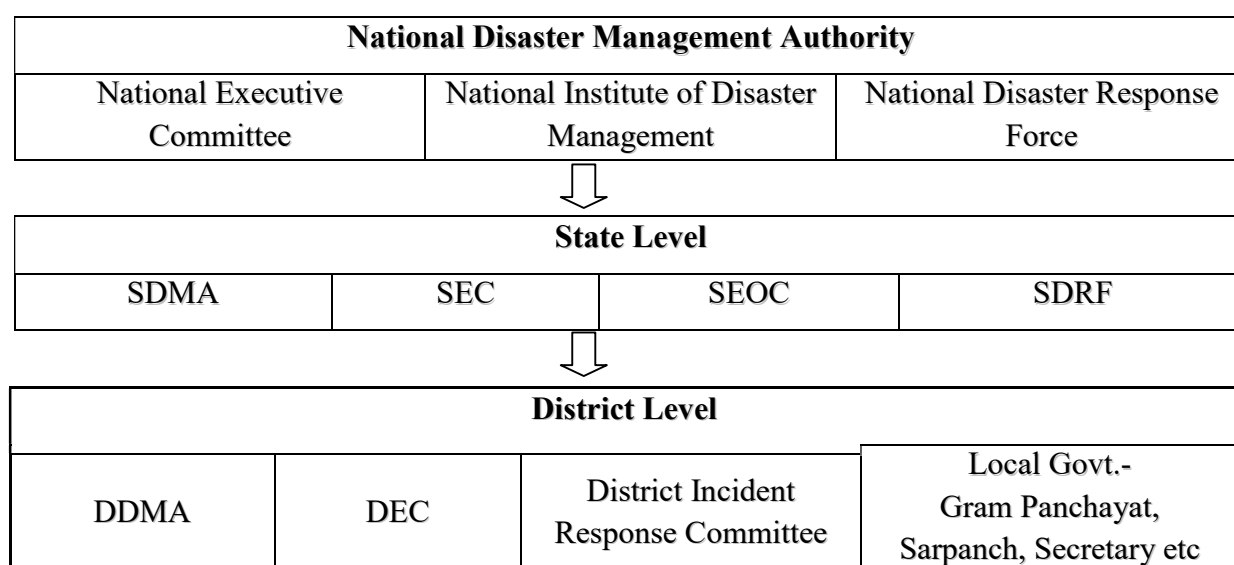 National Disaster Management Authority
National Executive
Committee
National Institute of Disaster
Management
National Disaster Response
Force
State Level
SDMA
SEC
SEOC
SDRF
District Level
DDMA
DEC
District Incident
Response Committee
Local Govt.-
Gram Panchayat,
Sarpanch, Secretary etc